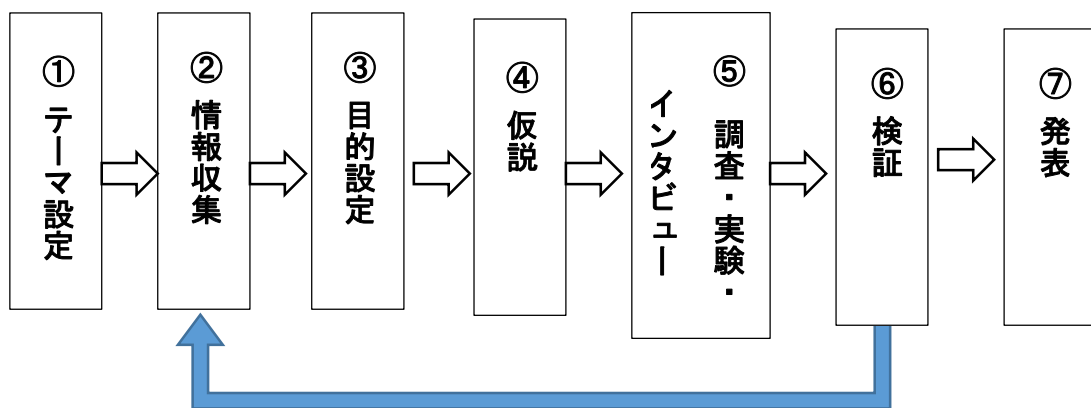 ① テーマ設定
② 情報収集
③ 目的設定
④ 仮説
⑤ 調査・実験・
インタビュー
⑥ 検証
⑦ 発表